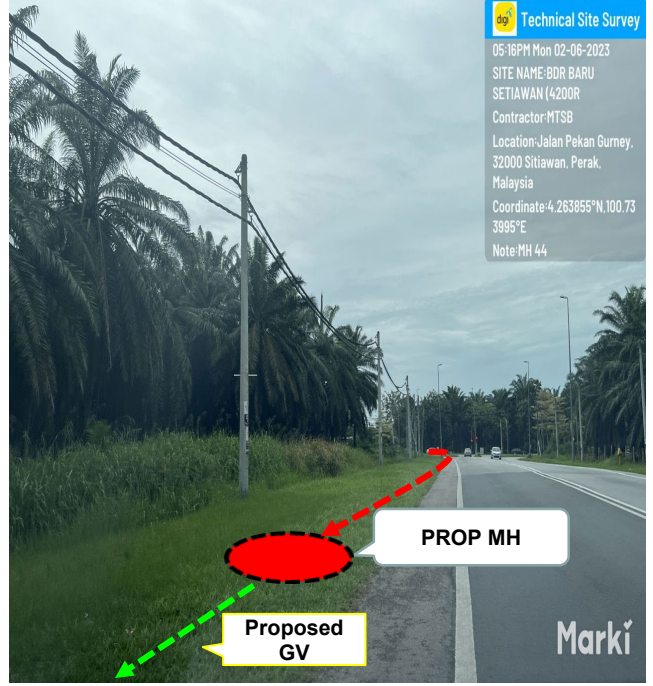 digi Technical Site Survey
05:16PM Mon 02-06-2023
SITE NAME:BDR BARU
SETIAWAN (4200R
Contractor:MTSB
Location:Jalan Pekan Gurney,
32000 Sitiawan, Perak,
Malaysia
Coordinate:4.263855°N,100.73
3995°E
Note:MH 44
PROP MH
Proposed
GV
Marki